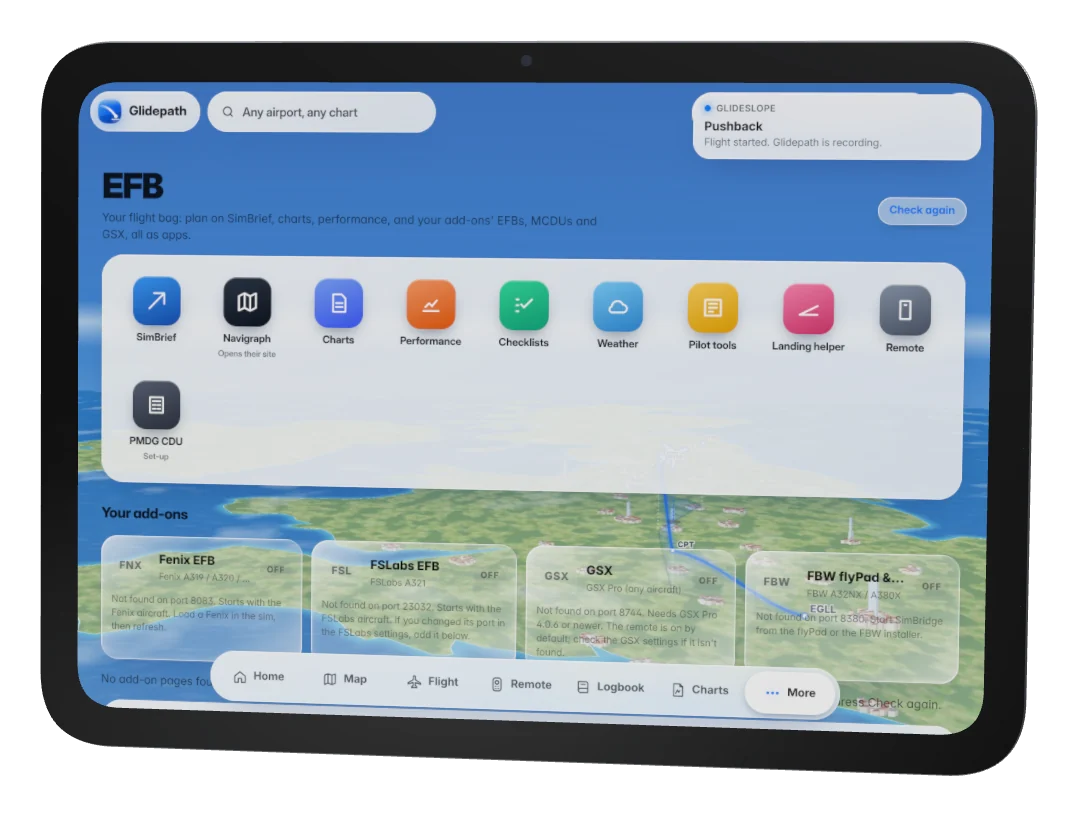 Glidepath
Any airport, any chart
GLIDESLOPE
Pushback
Flight started. Glidepath is recording.
EFB
Your flight bag: plan on SimBrief, charts, performance, and your add-ons' EFBs, MCDUs and
GSX, all as apps.
Check again
SimBrief
Navigraph
Opens their site
Charts
Performance
Checklists
Weather
Pilot tools
Landing helper
Remote
PMDG CDU
Set-up
Your add-ons
CPT
FNX
Fenix EFB
Fenix A319 / A320 / ...
OFF
Not found on port 8083. Starts with the
Fenix aircraft. Load a Fenix in the sim,
then refresh.
FSL
FSLabs EFB
FSLabs A321
OFF
Not found on port 23032. Starts with the
FSLabs aircraft. If you changed its port in
the FSLabs settings, add it below.
GSX
GSX
GSX Pro (any aircraft)
OFF
Not found on port 8744. Needs GSX Pro
4.0.6 or newer. The remote is on by
default; check the GSX settings if it isn't
found.
FBW
FBW flyPad &...
FBW A32NX / A380X
OFF
EGLL
Not found on port 8380. Start SimBridge
from the flyPad or the FBW installer.
No add-on pages fou
ress Check again.
Home
Map
Flight
Remote
Logbook
Charts
More